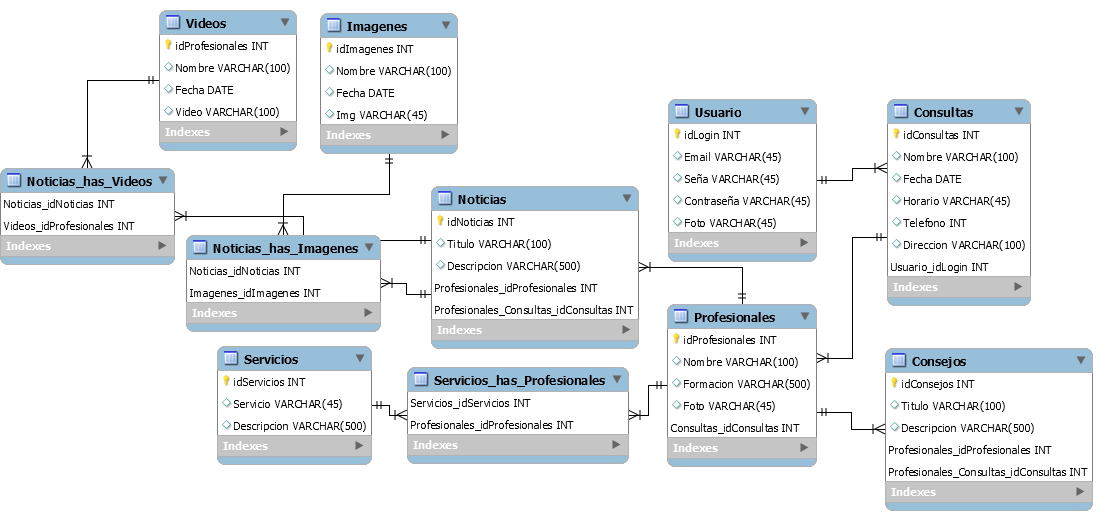 Videos
idProfesionales INT
Nombre VARCHAR(100)
Fecha DATE
Video VARCHAR(100)
Indexes
Imagenes
idImagenes INT
Nombre VARCHAR(100)
Fecha DATE
Img VARCHAR(45)
Indexes
Usuario
idLogin INT
Email VARCHAR(45)
Seña VARCHAR(45)
Contraseña VARCHAR(45)
Foto VARCHAR(45)
Indexes
Consultas
idConsultas INT
Nombre VARCHAR(100)
Fecha DATE
Horario VARCHAR(45)
Telefono INT
Direccion VARCHAR(100)
Usuario_idLogin INT
Indexes
Noticias_has_Videos
Noticias_idNoticias INT
Videos_idProfesionales INT
Indexes
Noticias_has_Imagenes
Noticias_idNoticias INT
Imagenes_idImagenes INT
Indexes
Noticias
idNoticias INT
Titulo VARCHAR(100)
Descripcion VARCHAR(500)
Profesionales_idProfesionales INT
Profesionales_Consultas_idConsultas INT
Indexes
Profesionales
idProfesionales INT
Nombre VARCHAR(100)
Formacion VARCHAR(500)
Foto VARCHAR(45)
Consultas_idConsultas INT
Indexes
Servicios
idServicios INT
Servicio VARCHAR(45)
Descripcion VARCHAR(500)
Indexes
Servicios_has_Profesionales
Servicios_idServicios INT
Profesionales_idProfesionales INT
Indexes
Consejos
idConsejos INT
Titulo VARCHAR(100)
Descripcion VARCHAR(500)
Profesionales_idProfesionales INT
Profesionales_Consultas_idConsultas INT
Indexes